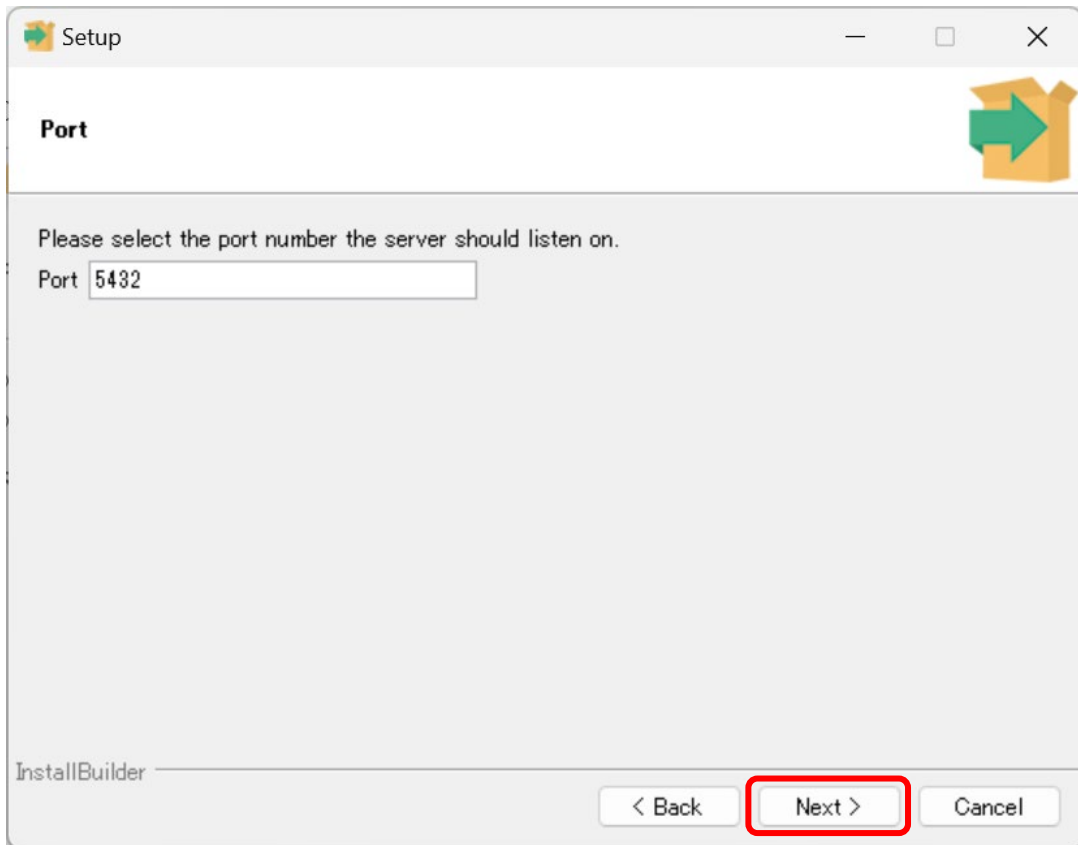 Setup
Port
Please select the port number the server should listen on.
Port 5432
InstallBuilder
< Back Next > Cancel